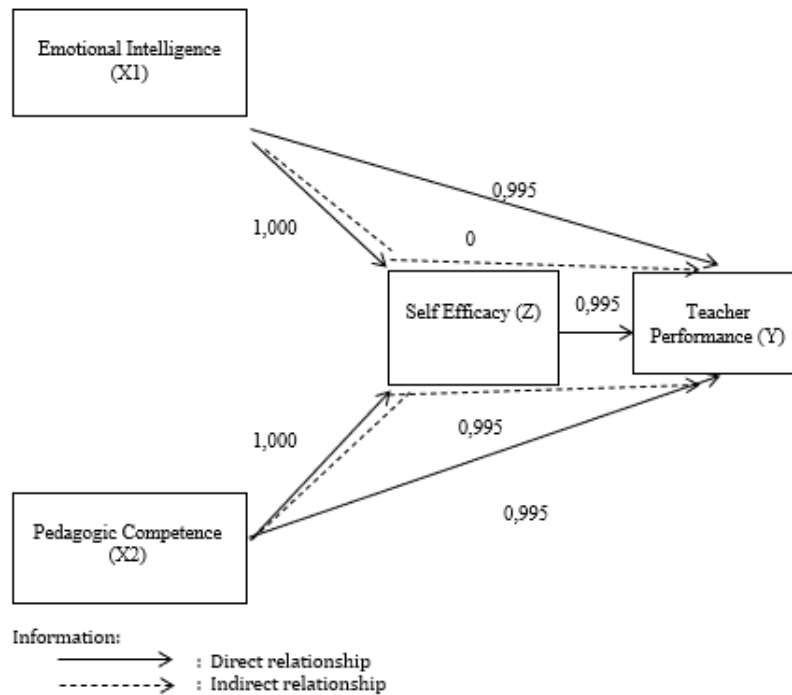 Emotional Intelligence
(X1)
0,995
1,000
0
Self Efficacy (Z)
0,995
Teacher
Performance (Y)
1,000
0,995
0,995
Pedagogic Competence
(X2)
Information:
: Direct relationship
: Indirect relationship